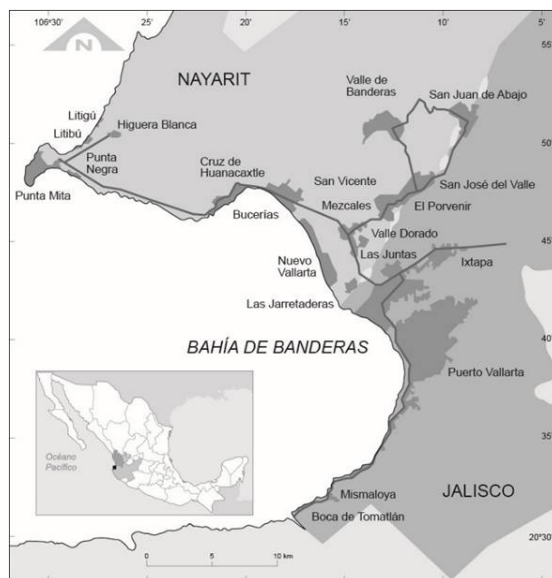 106°30'
25'
20'
15'
10'
55'
N
NAYARIT
Valle de
Banderas
San Juan de Abajo
Litigú
Litibú
Higuera Blanca
50'
Punta
Negra
Cruz de
Huanacaxtle
Punta Mita
San Vicente
San José del Valle
Mezcales
El Porvenir
Bucerías
Valle Dorado
45'
Las Juntas
Nuevo
Vallarta
Ixtapa
Las Jarretaderas
40'
BAHÍA DE BANDERAS
Puerto Vallarta
Océano
Pacífico
35'
Mismaloya
JALISCO
Boca de Tomatlán
20°30'
0
5
10 km